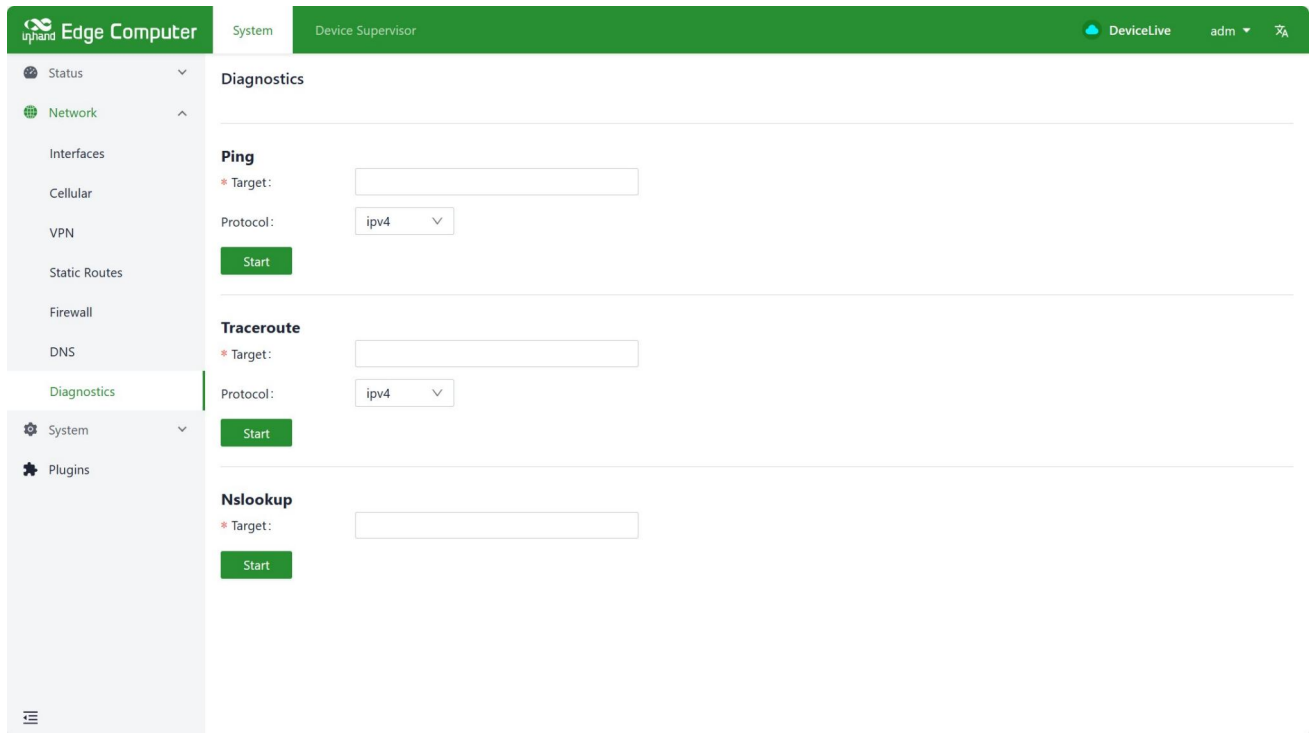 inhand Edge Computer
System
Device Supervisor
DeviceLive
adm
Status
Network
Interfaces
Cellular
VPN
Static Routes
Firewall
DNS
Diagnostics
System
Plugins
Diagnostics
Ping
* Target:
Protocol:
ipv4
Start
Traceroute
* Target:
Protocol:
ipv4
Start
Nslookup
* Target:
Start